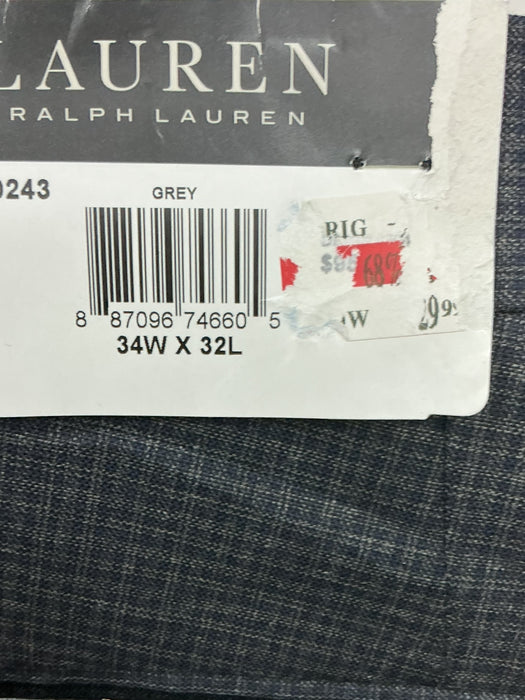 LAUREN
RALPH LAUREN
0243
GREY
8 87096 74660 5
34W X 32L
68%